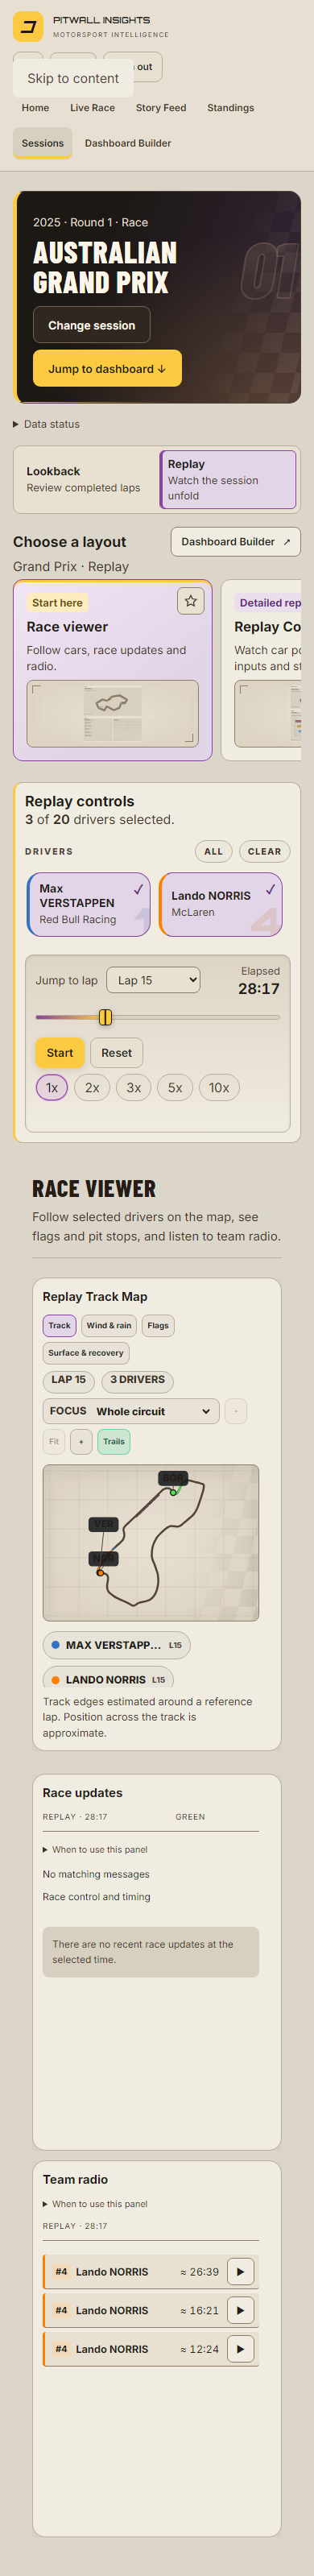 PITWALL INSIGHTS
MOTORSPORT INTELLIGENCE
out
Skip to content
Home Live Race Story Feed Standings
Sessions Dashboard Builder
2025 · Round 1 · Race
AUSTRALIAN
GRAND PRIX
01
Change session
Jump to dashboard ↓
▶ Data status
Lookback
Review completed laps
Replay
Watch the session
unfold
Choose a layout
Dashboard Builder ↗
Grand Prix · Replay
Start here
Race viewer
Follow cars, race updates and
radio.
Detailed rep
Replay Co
Watch car po
inputs and st
Replay controls
3 of 20 drivers selected.
DRIVERS ALL CLEAR
Max
VERSTAPPEN
Red Bull Racing
1
Lando NORRIS
McLaren
4
Jump to lap Lap 15
Elapsed
28:17
Start Reset
1x 2x 3x 5x 10x
RACE VIEWER
Follow selected drivers on the map, see
flags and pit stops, and listen to team radio.
Replay Track Map
Track Wind & rain Flags
Surface & recovery
LAP 15 3 DRIVERS
FOCUS Whole circuit -
Fit + Trails
BOR
VER
NOR
MAX VERSTAPP... L15
LANDO NORRIS L15
Track edges estimated around a reference
lap. Position across the track is
approximate.
Race updates
REPLAY · 28:17 GREEN
▶ When to use this panel
No matching messages
Race control and timing
There are no recent race updates at the
selected time.
Team radio
▶ When to use this panel
REPLAY · 28:17
#4 Lando NORRIS ≈ 26:39
#4 Lando NORRIS ≈ 16:21
#4 Lando NORRIS ≈ 12:24